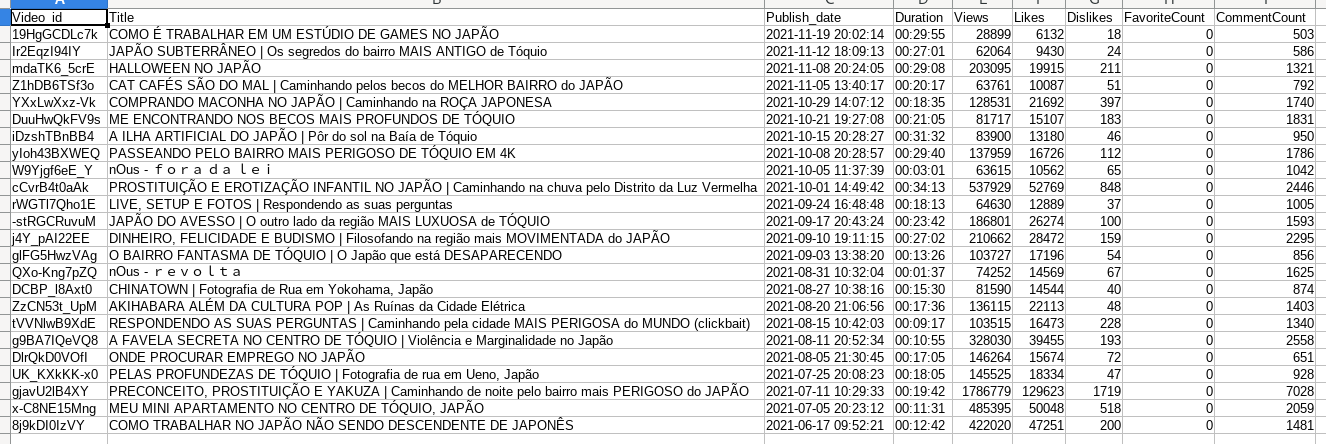 Video_id Title Publish_date Duration Views Likes Dislikes FavoriteCount CommentCount
19HgGCDLc7k COMO É TRABALHAR EM UM ESTÚDIO DE GAMES NO JAPÃO 2021-11-19 20:02:14 00:29:55 28899 6132 18 0 503
Ir2EqzI94IY JAPÃO SUBTERRÂNEO | Os segredos do bairro MAIS ANTIGO de Tóquio 2021-11-12 18:09:13 00:27:01 62064 9430 24 0 586
mdaTK6_5crE HALLOWEEN NO JAPÃO 2021-11-08 20:24:05 00:29:08 203095 19915 211 0 1321
Z1hDB6TSf3o CAT CAFÉS SÃO DO MAL | Caminhando pelos becos do MELHOR BAIRRO do JAPÃO 2021-11-05 13:40:17 00:20:17 63761 10087 51 0 792
YXxLwXxz-Vk COMPRANDO MACONHA NO JAPÃO | Caminhando na ROÇA JAPONESA 2021-10-29 14:07:12 00:18:35 128531 21692 397 0 1740
DuuHwQkFV9s ME ENCONTRANDO NOS BECOS MAIS PROFUNDOS DE TÓQUIO 2021-10-21 19:27:08 00:21:05 81717 15107 183 0 1831
iDzshTBnBB4 A ILHA ARTIFICIAL DO JAPÃO | Pôr do sol na Baía de Tóquio 2021-10-15 20:28:27 00:31:32 83900 13180 46 0 950
yIoh43BXWEQ PASSEANDO PELO BAIRRO MAIS PERIGOSO DE TÓQUIO EM 4K 2021-10-08 20:28:57 00:29:40 137959 16726 112 0 1786
W9Yjgf6eE_Y nOus - ｆｏｒａｄａｌｅｉ 2021-10-05 11:37:39 00:03:01 63615 10562 65 0 1042
cCvrB4t0aAk PROSTITUIÇÃO E EROTIZAÇÃO INFANTIL NO JAPÃO | Caminhando na chuva pelo Distrito da Luz Vermelha 2021-10-01 14:49:42 00:34:13 537929 52769 848 0 2446
rWGTl7Qho1E LIVE, SETUP E FOTOS | Respondendo as suas perguntas 2021-09-24 16:48:48 00:18:13 64630 12889 37 0 1005
-stRGCRuvuM JAPÃO DO AVESSO | O outro lado da região MAIS LUXUOSA de TÓQUIO 2021-09-17 20:43:24 00:23:42 186801 26274 100 0 1593
j4Y_pAI22EE DINHEIRO, FELICIDADE E BUDISMO | Filosofando na região mais MOVIMENTADA do JAPÃO 2021-09-10 19:11:15 00:27:02 210662 28472 159 0 2295
glFG5HwzVAg O BAIRRO FANTASMA DE TÓQUIO | O Japão que está DESAPARECENDO 2021-09-03 13:38:20 00:13:26 103727 17196 54 0 856
QXo-Kng7pZQ nOus - ｒｅｖｏｌｔａ 2021-08-31 10:32:04 00:01:37 74252 14569 67 0 1625
DCBP_l8Axt0 CHINATOWN | Fotografia de Rua em Yokohama, Japão 2021-08-27 10:38:16 00:15:30 81590 14544 40 0 874
ZzCN53t_UpM AKIHABARA ALÉM DA CULTURA POP | As Ruínas da Cidade Elétrica 2021-08-20 21:06:56 00:17:36 136115 22113 48 0 1403
tVVNlwB9XdE RESPONDENDO AS SUAS PERGUNTAS | Caminhando pela cidade MAIS PERIGOSA do MUNDO (clickbait) 2021-08-15 10:42:03 00:09:17 103515 16473 228 0 1340
g9BA7IQeVQ8 A FAVELA SECRETA NO CENTRO DE TÓQUIO | Violência e Marginalidade no Japão 2021-08-11 20:52:34 00:10:55 328030 39455 193 0 2558
DlrQkD0VOfI ONDE PROCURAR EMPREGO NO JAPÃO 2021-08-05 21:30:45 00:17:05 146264 15674 72 0 651
UK_KXkKK-x0 PELAS PROFUNDEZAS DE TÓQUIO | Fotografia de rua em Ueno, Japão 2021-07-25 20:08:23 00:18:05 145525 18334 47 0 928
gjavU2lB4XY PRECONCEITO, PROSTITUIÇÃO E YAKUZA | Caminhando de noite pelo bairro mais PERIGOSO do JAPÃO 2021-07-11 10:29:33 00:19:42 1786779 129623 1719 0 7028
x-C8NE15Mng MEU MINI APARTAMENTO NO CENTRO DE TÓQUIO, JAPÃO 2021-07-05 20:23:12 00:11:31 485395 50048 518 0 2059
8j9kDI0IzVY COMO TRABALHAR NO JAPÃO NÃO SENDO DESCENDENTE DE JAPONÊS 2021-06-17 09:52:21 00:12:42 422020 47251 200 0 1481